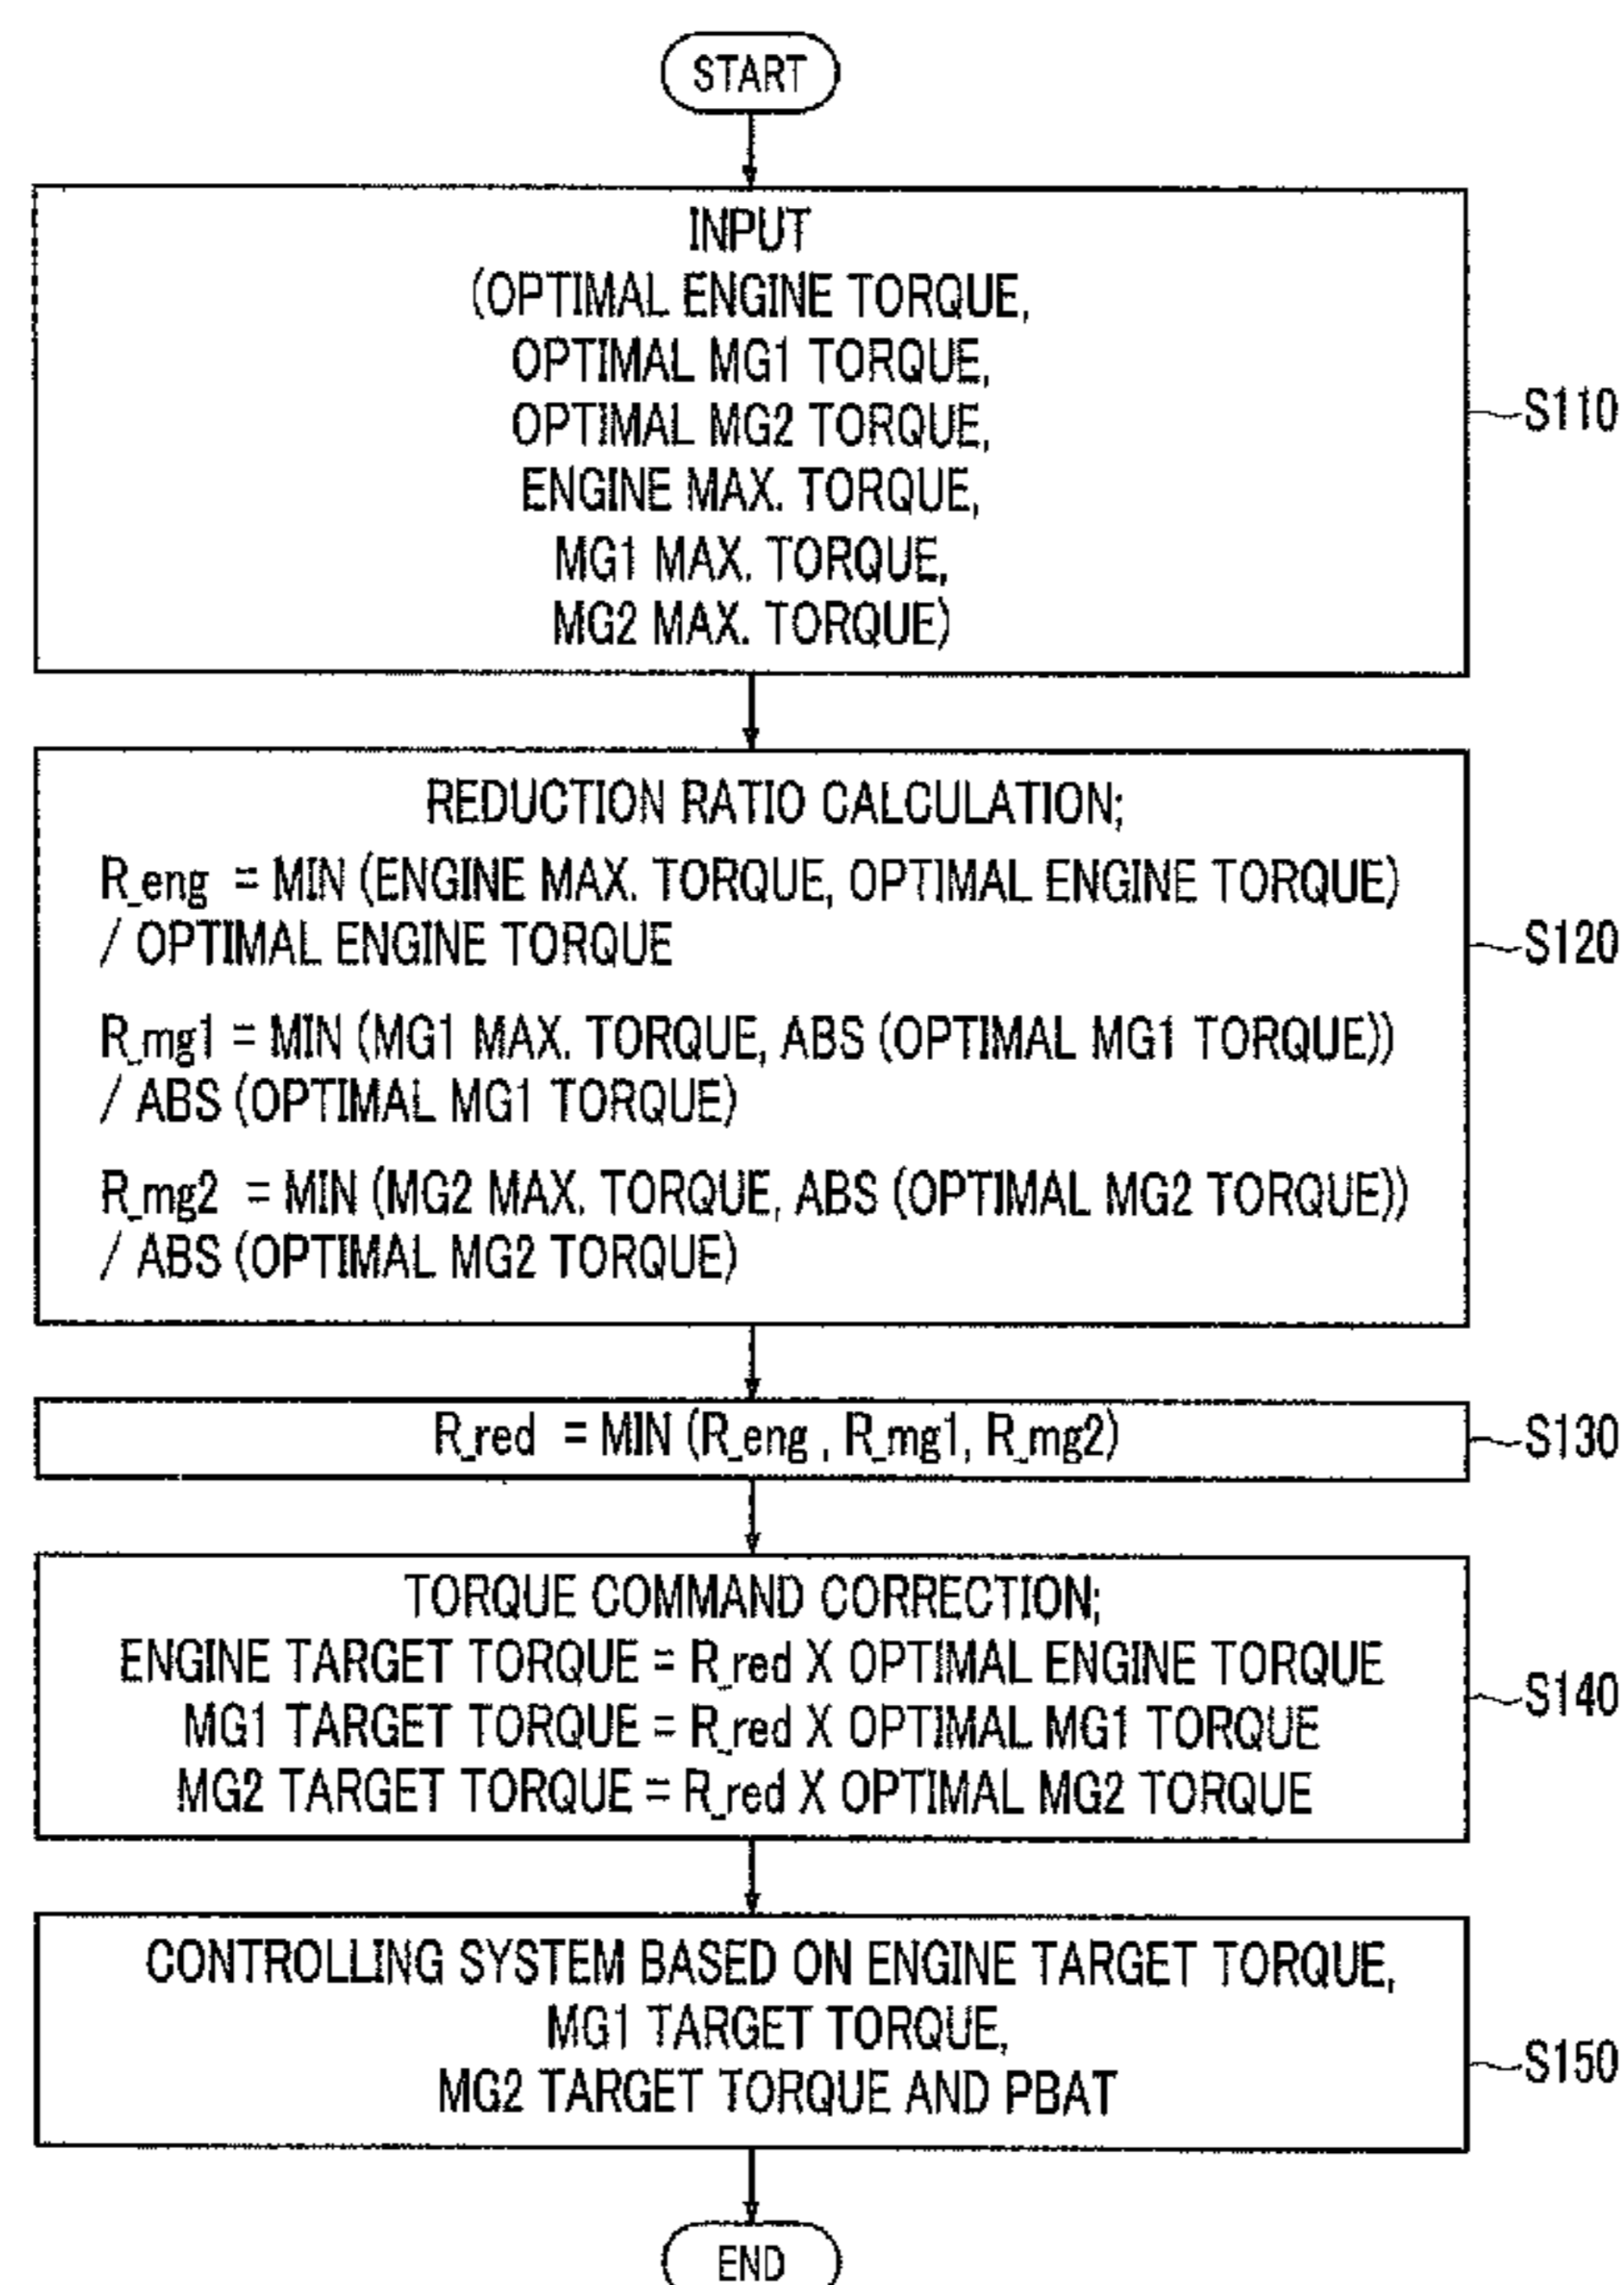 START
INPUT
(OPTIMAL ENGINE TORQUE,
OPTIMAL MG1 TORQUE,
OPTIMAL MG2 TORQUE,
ENGINE MAX. TORQUE,
MG1 MAX. TORQUE,
MG2 MAX. TORQUE)
S110
REDUCTION RATIO CALCULATION;
R_eng = MIN (ENGINE MAX. TORQUE, OPTIMAL ENGINE TORQUE)
/ OPTIMAL ENGINE TORQUE
R_mg1 = MIN (MG1 MAX. TORQUE, ABS (OPTIMAL MG1 TORQUE))
/ ABS (OPTIMAL MG1 TORQUE)
R_mg2 = MIN (MG2 MAX. TORQUE, ABS (OPTIMAL MG2 TORQUE))
/ ABS (OPTIMAL MG2 TORQUE)
S120
R_red = MIN (R_eng , R_mg1, R_mg2)
S130
TORQUE COMMAND CORRECTION;
ENGINE TARGET TORQUE = R_red X OPTIMAL ENGINE TORQUE
MG1 TARGET TORQUE = R_red X OPTIMAL MG1 TORQUE
MG2 TARGET TORQUE = R_red X OPTIMAL MG2 TORQUE
S140
CONTROLLING SYSTEM BASED ON ENGINE TARGET TORQUE,
MG1 TARGET TORQUE,
MG2 TARGET TORQUE AND PBAT
S150
END